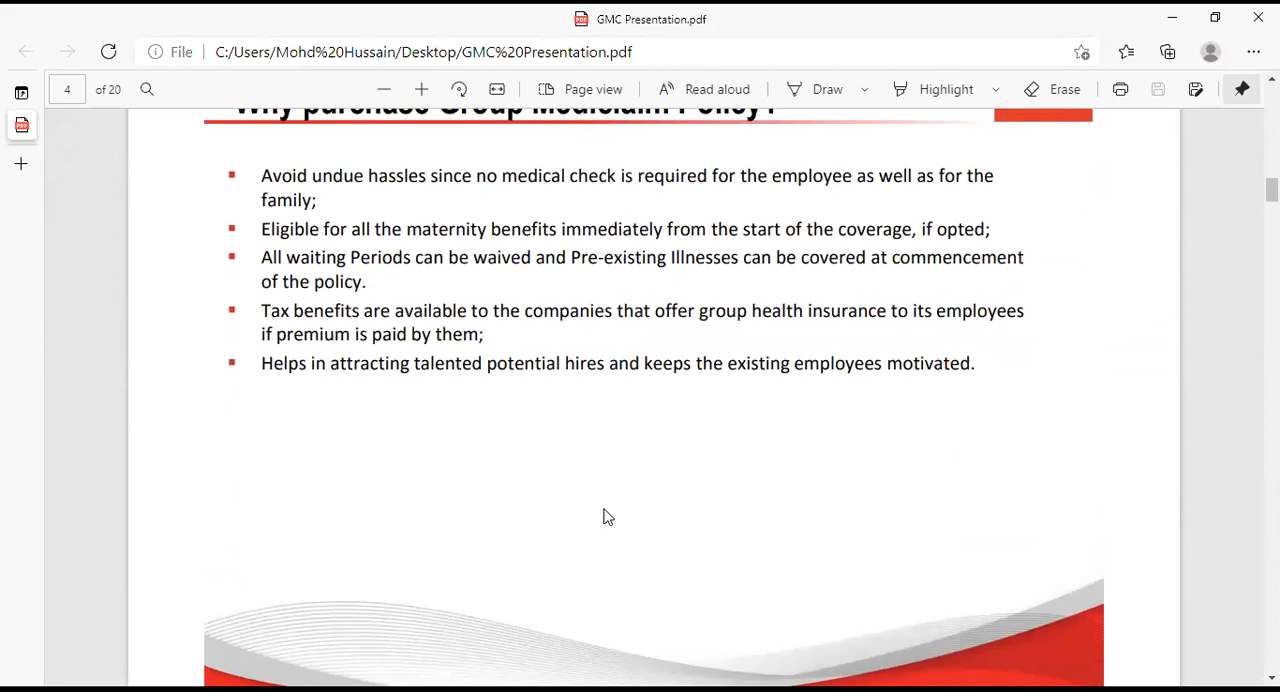 GMC Presentation.pdf
File
C:/Users/Mohd%20Hussain/Desktop/GMC%20Presentation.pdf
4 of 20
Page view
Read aloud
Draw
Highlight
Erase
Why purchase Group Mediclaim Policy?
Avoid undue hassles since no medical check is required for the employee as well as for the
family;
Eligible for all the maternity benefits immediately from the start of the coverage, if opted;
All waiting Periods can be waived and Pre-existing Illnesses can be covered at commencement
of the policy.
Tax benefits are available to the companies that offer group health insurance to its employees
if premium is paid by them;
Helps in attracting talented potential hires and keeps the existing employees motivated.